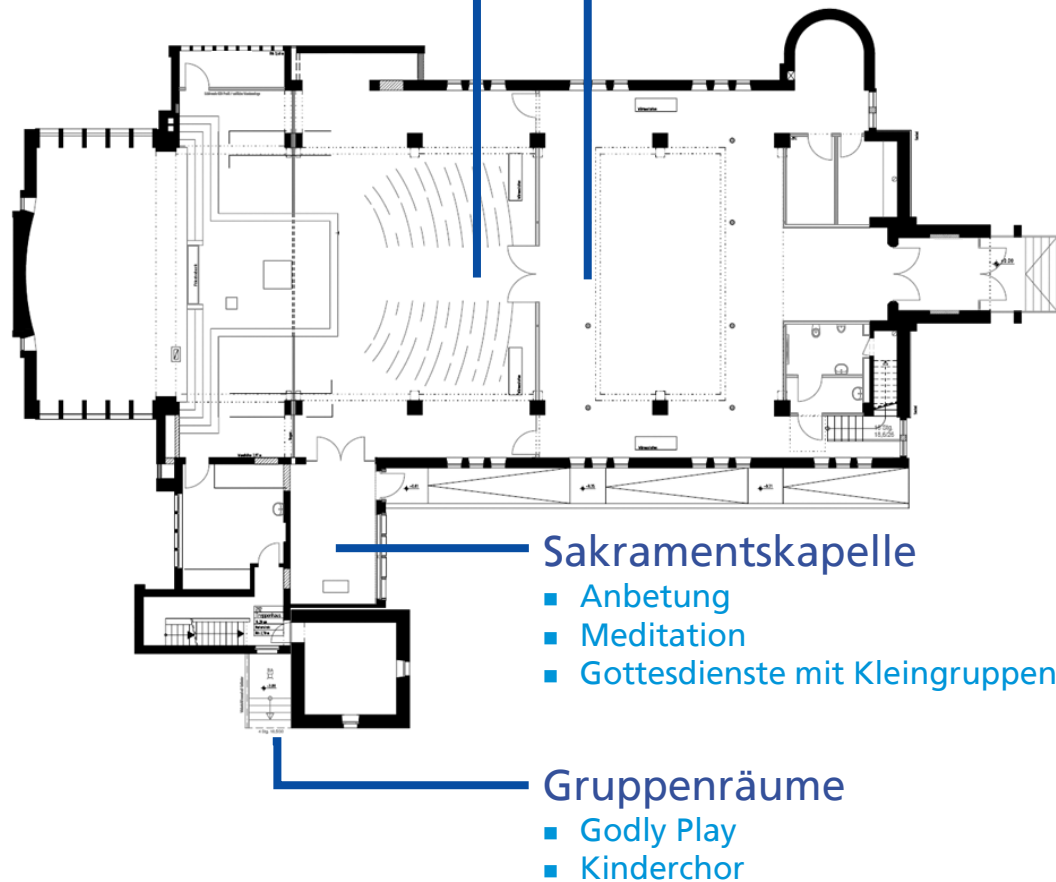 Sakramentskapelle
▪ Anbetung
▪ Meditation
▪ Gottesdienste mit Kleingruppen
Gruppenräume
▪ Godly Play
▪ Kinderchor